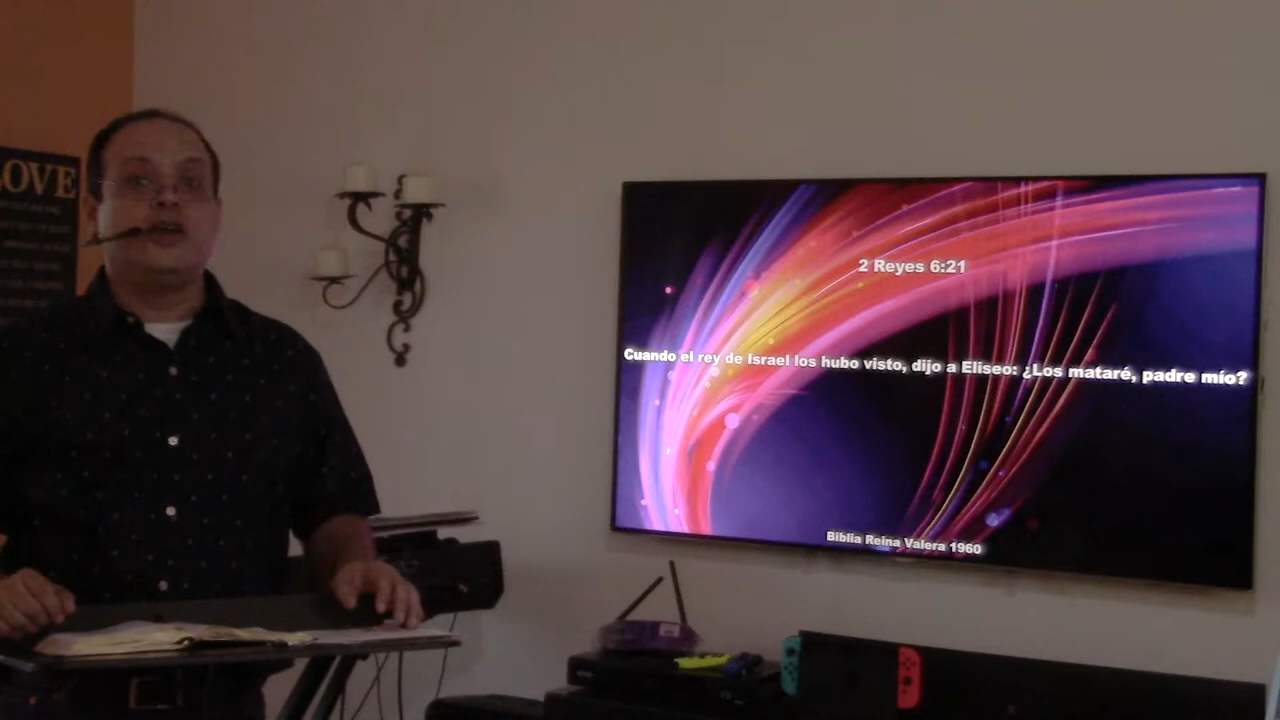 LOVE
2 Reyes 6:21
Cuando el rey de Israel los hubo visto, dijo a Eliseo: ¿Los mataré, padre mío?
Biblia Reina Valera 1960